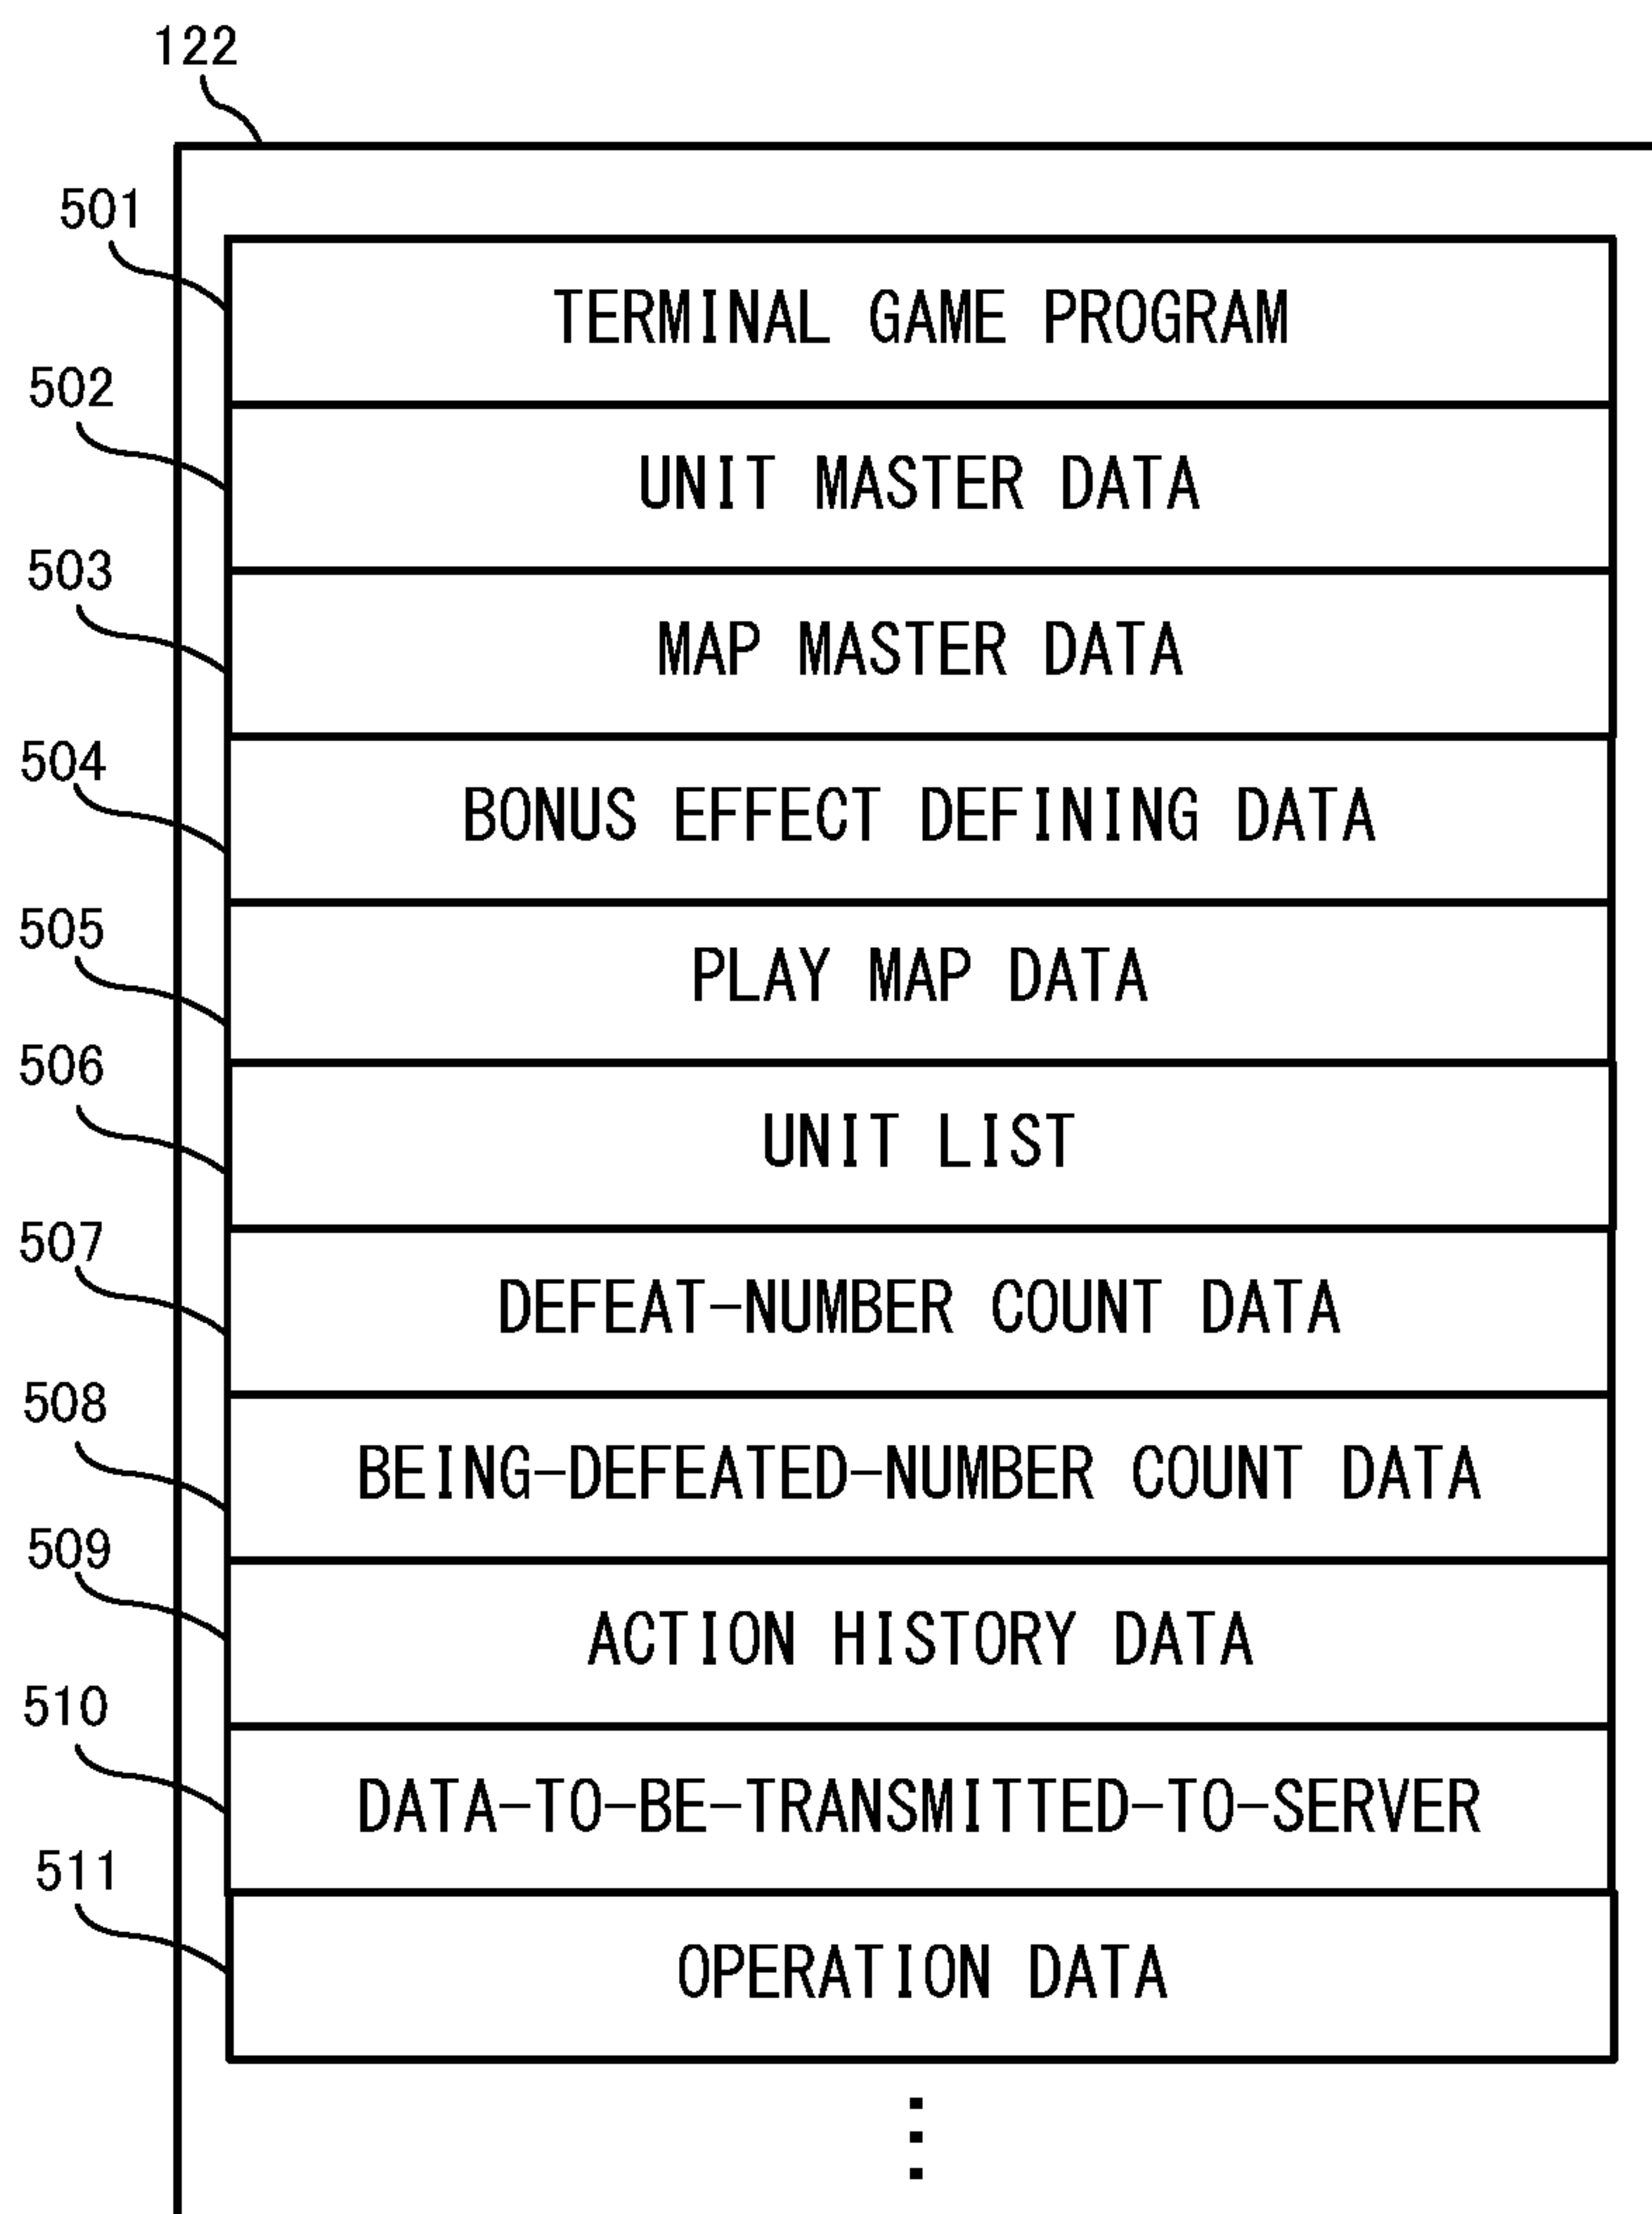 122
501
TERMINAL GAME PROGRAM
502
UNIT MASTER DATA
503
MAP MASTER DATA
504
BONUS EFFECT DEFINING DATA
505
PLAY MAP DATA
506
UNIT LIST
507
DEFEAT-NUMBER COUNT DATA
508
BEING-DEFEATED-NUMBER COUNT DATA
509
ACTION HISTORY DATA
510
DATA-TO-BE-TRANSMITTED-TO-SERVER
511
OPERATION DATA